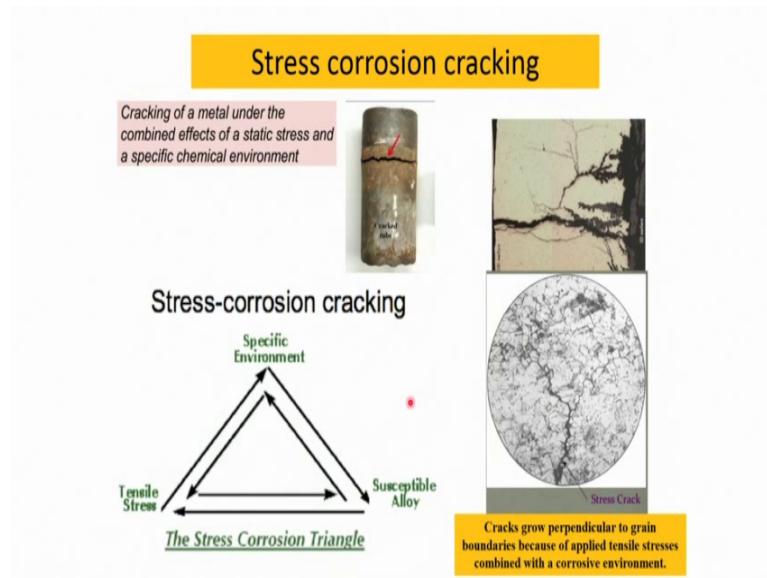 Stress corrosion cracking
Cracking of a metal under the
combined effects of a static stress and
a specific chemical environment
Cracked
tube
Stress-corrosion cracking
Specific
Environment
Tensile
Stress
Susceptible
Alloy
The Stress Corrosion Triangle
Stress Crack
Cracks grow perpendicular to grain
boundaries because of applied tensile stresses
combined with a corrosive environment.